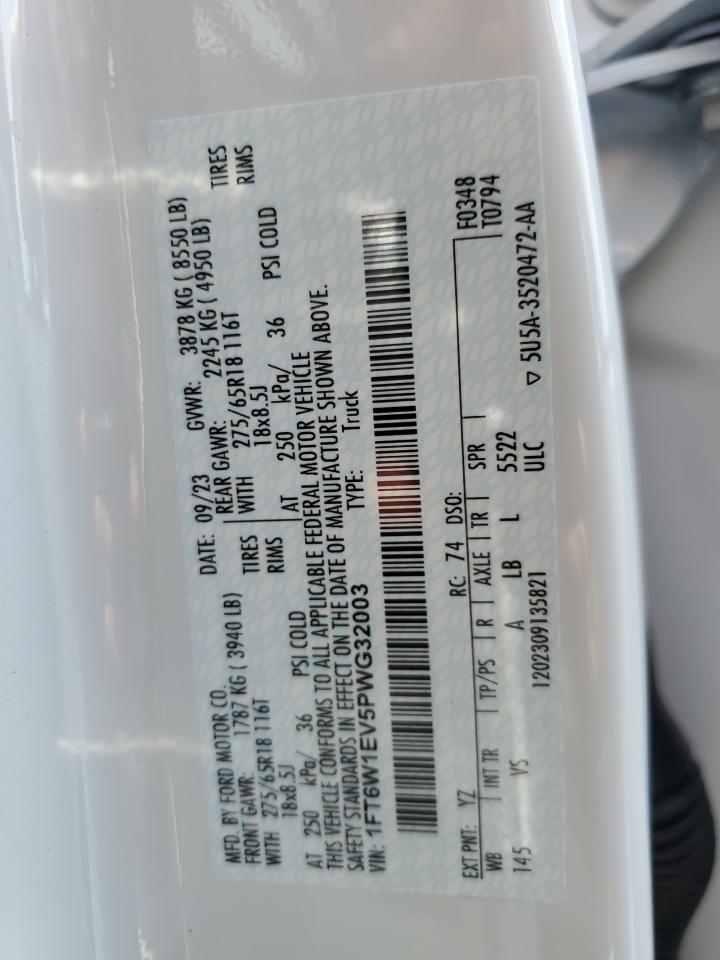 MFD. BY FORD MOTOR CO.
DATE: 09/23 GVWR: 3878 KG ( 8550 LB)
FRONT GAWR: 1787 KG ( 3940 LB) REAR GAWR: 2245 KG ( 4950 LB)
WITH 275/65R18 116T TIRES WITH 275/65R18 116T TIRES
18x8.5J RIMS 18x8.5J RIMS
AT 250 kPa/ 36 PSI COLD AT 250 kPa/ 36 PSI COLD
THIS VEHICLE CONFORMS TO ALL APPLICABLE FEDERAL MOTOR VEHICLE
SAFETY STANDARDS IN EFFECT ON THE DATE OF MANUFACTURE SHOWN ABOVE.
VIN: 1FT6W1EV5PWG32003 TYPE: Truck
EXT PNT: YZ RC: 74 DSO: F0348
WB INT TR TP/PS R AXLE TR SPR T0794
145 VS A LB L 5522
1202309135821 ULC ▽ 5U5A-3520472-AA